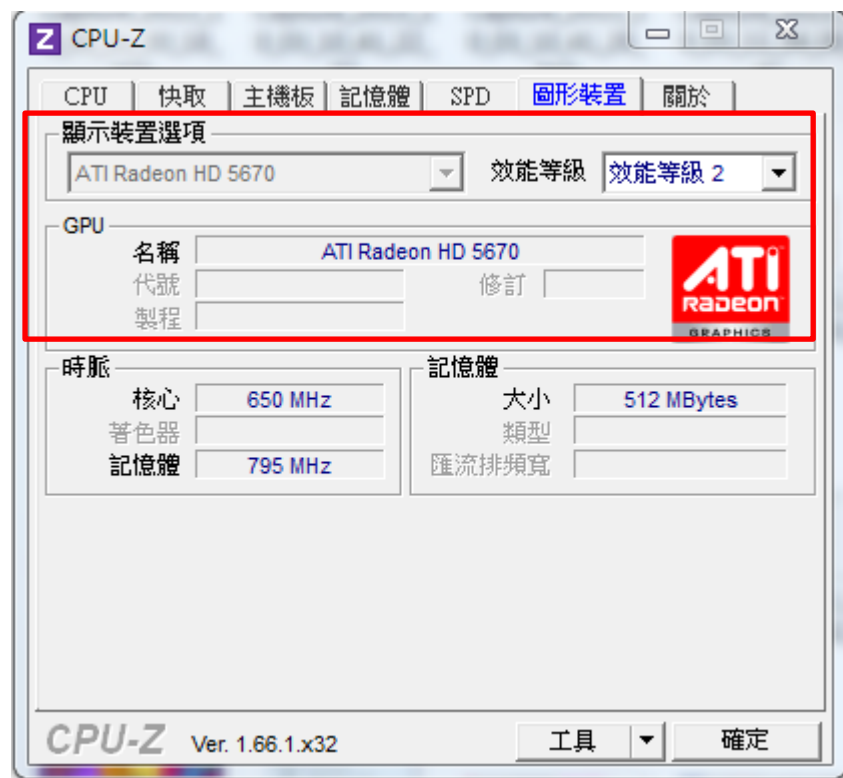 CPU-Z
CPU 快取 主機板 記憶體 SPD 圖形裝置 關於
顯示裝置選項
ATI Radeon HD 5670 效能等級 效能等級 2
GPU
名稱 ATI Radeon HD 5670
代號 修訂
製程
ATI
RADEON
GRAPHICS
時脈
核心 650 MHz
著色器
記憶體 795 MHz
記憶體
大小 512 MBytes
類型
匯流排頻寬
CPU-Z Ver. 1.66.1.x32 工具 確定